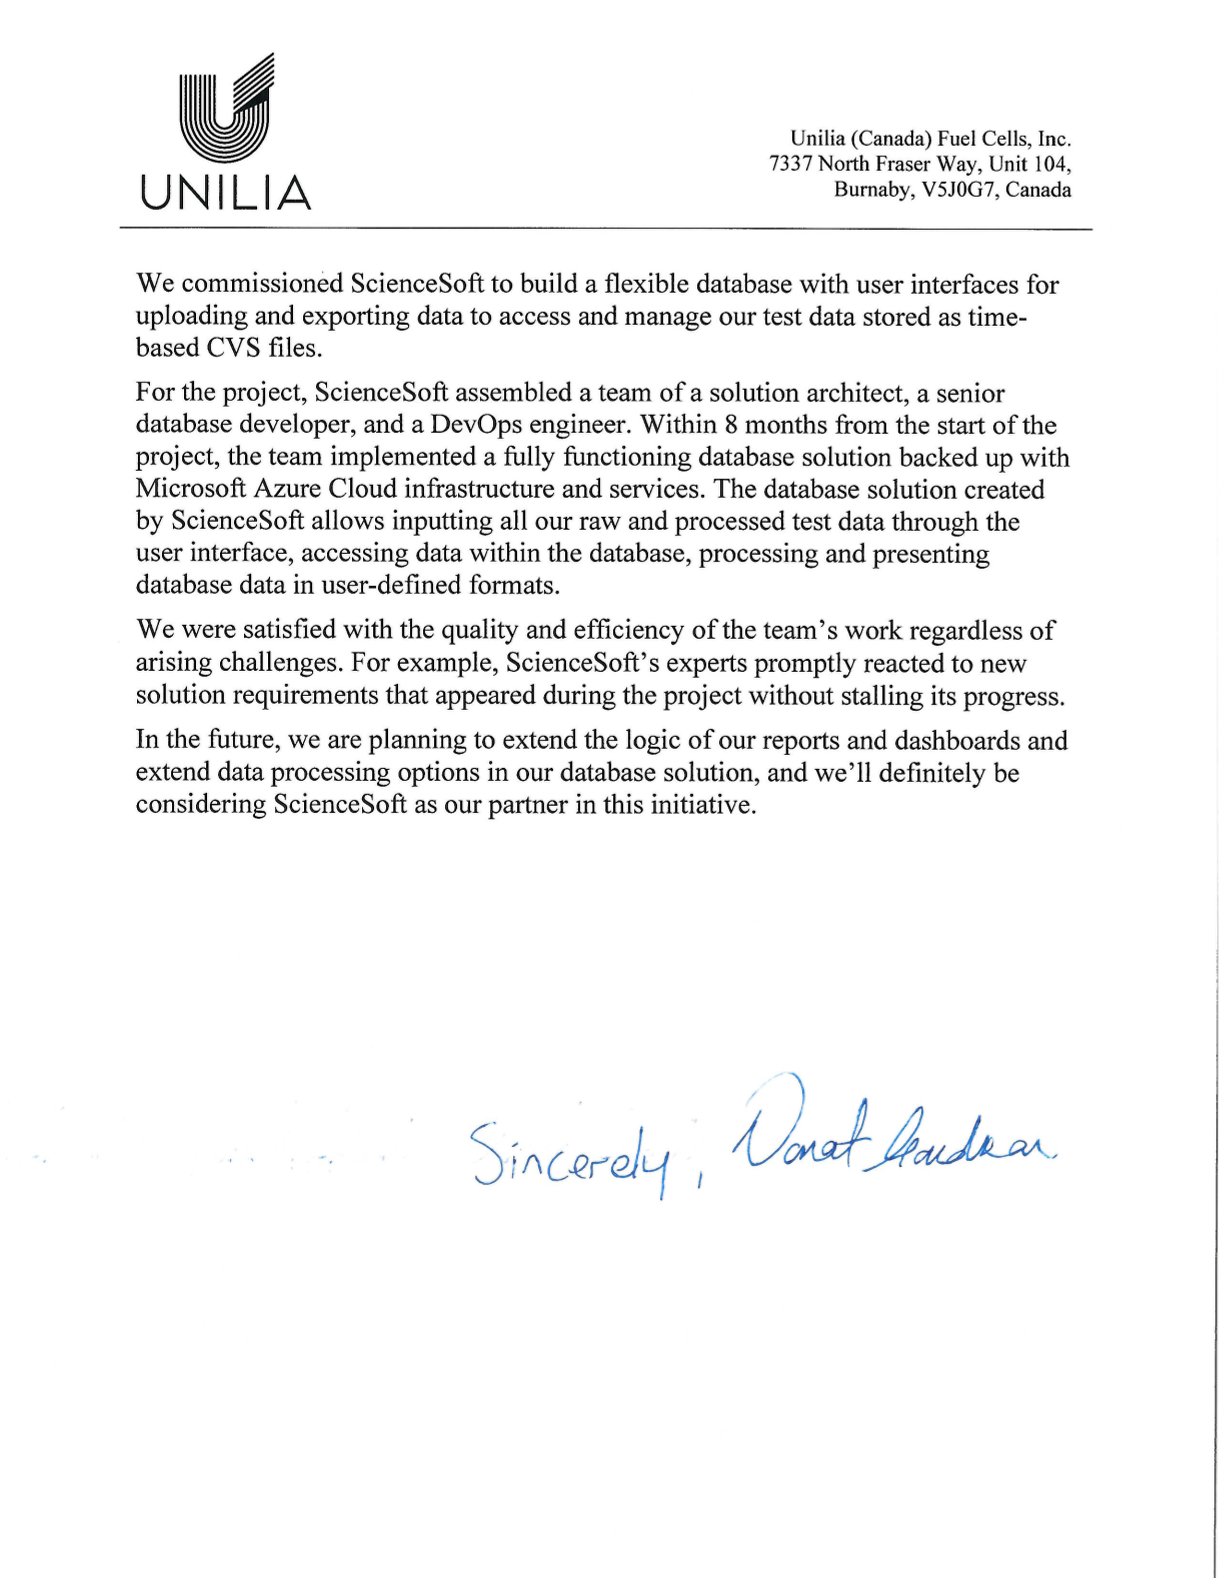 UNILIA
Unilia (Canada) Fuel Cells, Inc.
7337 North Fraser Way, Unit 104,
Burnaby, V5J0G7, Canada
We commissioned ScienceSoft to build a flexible database with user interfaces for
uploading and exporting data to access and manage our test data stored as time-
based CVS files.
For the project, ScienceSoft assembled a team of a solution architect, a senior
database developer, and a DevOps engineer. Within 8 months from the start of the
project, the team implemented a fully functioning database solution backed up with
Microsoft Azure Cloud infrastructure and services. The database solution created
by ScienceSoft allows inputting all our raw and processed test data through the
user interface, accessing data within the database, processing and presenting
database data in user-defined formats.
We were satisfied with the quality and efficiency of the team’s work regardless of
arising challenges. For example, ScienceSoft’s experts promptly reacted to new
solution requirements that appeared during the project without stalling its progress.
In the future, we are planning to extend the logic of our reports and dashboards and
extend data processing options in our database solution, and we’ll definitely be
considering ScienceSoft as our partner in this initiative.
Sincerely,